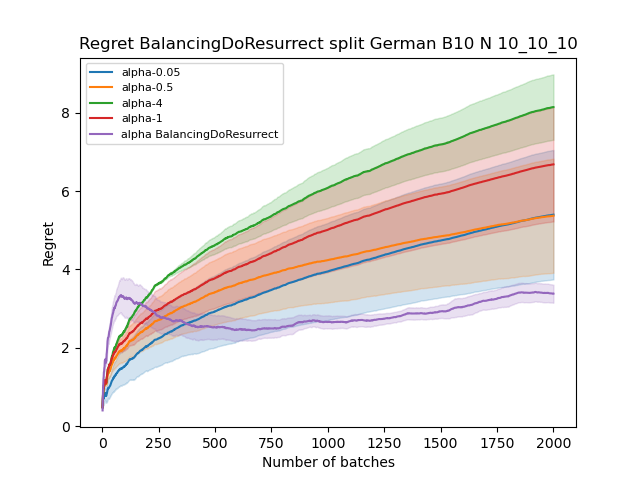 Regret BalancingDoResurrect split German B10 N 10_10_10
alpha-0.05
alpha-0.5
alpha-4
alpha-1
alpha BalancingDoResurrect
Regret
8
6
4
2
0
0 250 500 750 1000 1250 1500 1750 2000
Number of batches